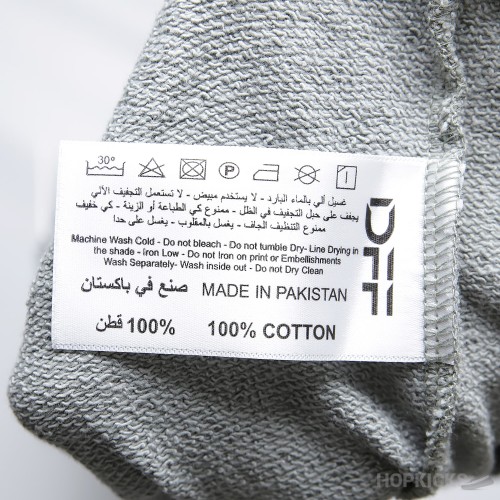 30°
P
غسيل آلي بالماء البارد - لا يستخدم مبيض - لا تستعمل التجفيف الآلي
يجفف على حبل التجفيف في الظل - ممنوع كي الطباعة أو الزينة - كي خفيف
ممنوع التنظيف الجاف - يغسل بالمقلوب - يغسل على حدا
Machine Wash Cold - Do not bleach - Do not tumble Dry- Line Drying in
the shade - iron Low - Do not Iron on print or Embellishments
Wash Separately- Wash inside out - Do not Dry Clean
صنع في باكستان MADE IN PAKISTAN
100% قطن 100% COTTON
DFF
HOPKICKS